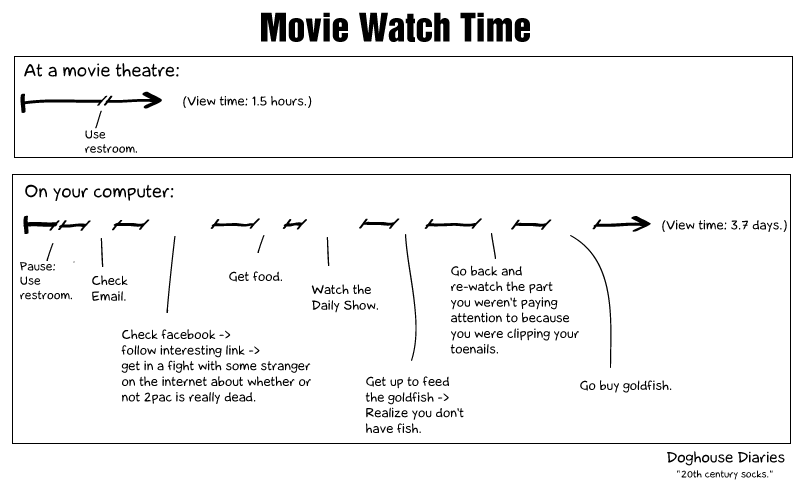 Movie Watch Time
At a movie theatre:
(View time: 1.5 hours.)
Use
restroom.
On your computer:
(View time: 3.7 days.)
Pause:
Use
restroom.
Check
Email.
Check facebook ->
follow interesting link ->
get in a fight with some stranger
on the internet about whether or
not 2pac is really dead.
Get food.
Watch the
Daily Show.
Get up to feed
the goldfish ->
Realize you don't
have fish.
Go back and
re-watch the part
you weren't paying
attention to because
you were clipping your
toenails.
Go buy goldfish.
Doghouse Diaries
"20th century socks."